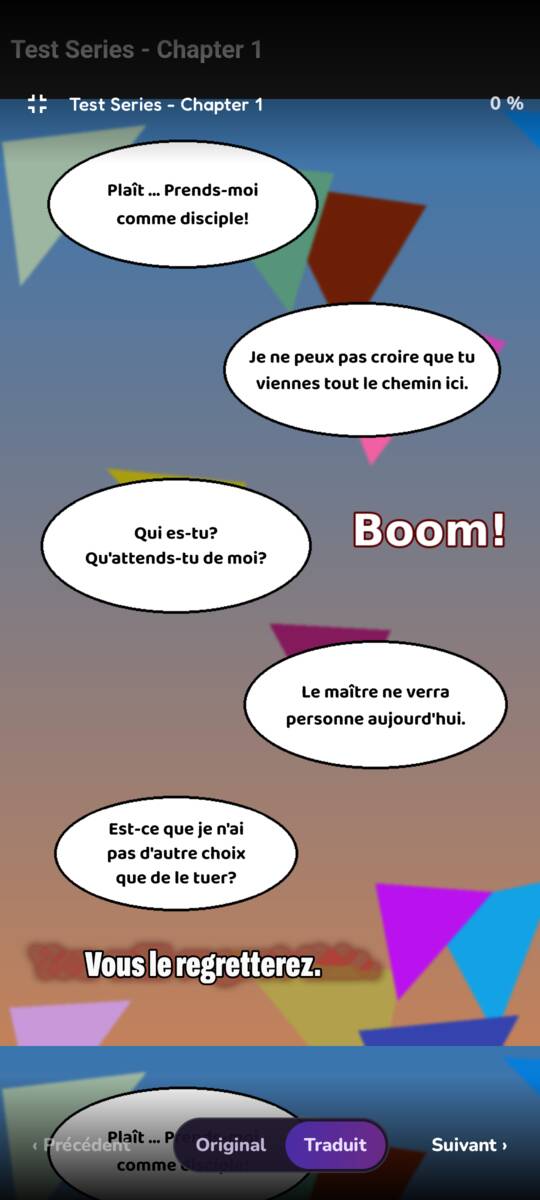 Test Series - Chapter 1
Test Series - Chapter 1
0 %
Plaît ... Prends-moi
comme disciple!
Je ne peux pas croire que tu
viennes tout le chemin ici.
Qui es-tu?
Qu'attends-tu de moi?
Boom!
Le maître ne verra
personne aujourd'hui.
Est-ce que je n'ai
pas d'autre choix
que de le tuer?
Vous le regretterez.
Plaît ...
comme disciple!
‹ Précédent
Original
Traduit
Suivant ›